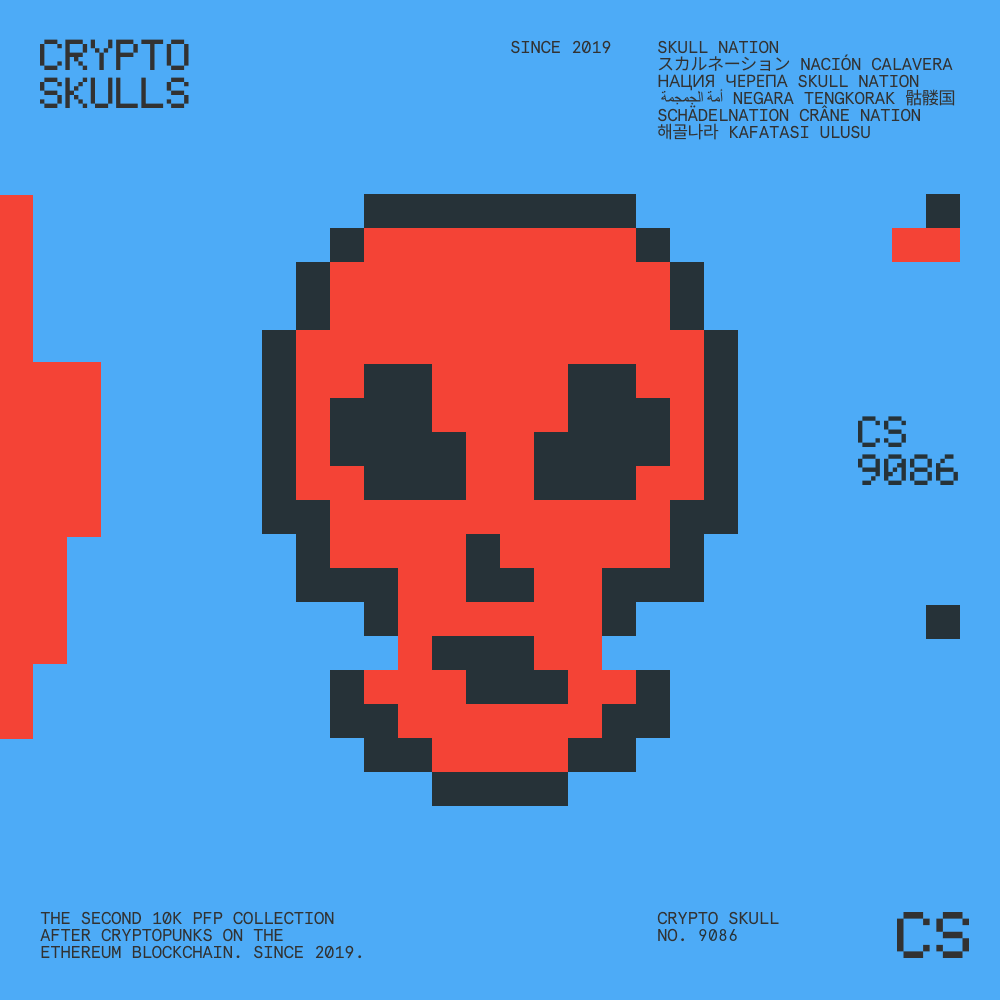 CRYPTO
SKULLS
SINCE 2019
SKULL NATION
スカルネーション NACIÓN CALAVERA
НАЦИЯ ЧЕРЕПА SKULL NATION
أمة الجمجمة NEGARA TENGKORAK 骷髅国
SCHÄDELNATION CRÂNE NATION
해골나라 KAFATASI ULUSU
CS
9086
THE SECOND 10K PFP COLLECTION
AFTER CRYPTOPUNKS ON THE
ETHEREUM BLOCKCHAIN. SINCE 2019.
CRYPTO SKULL
NO. 9086
CS